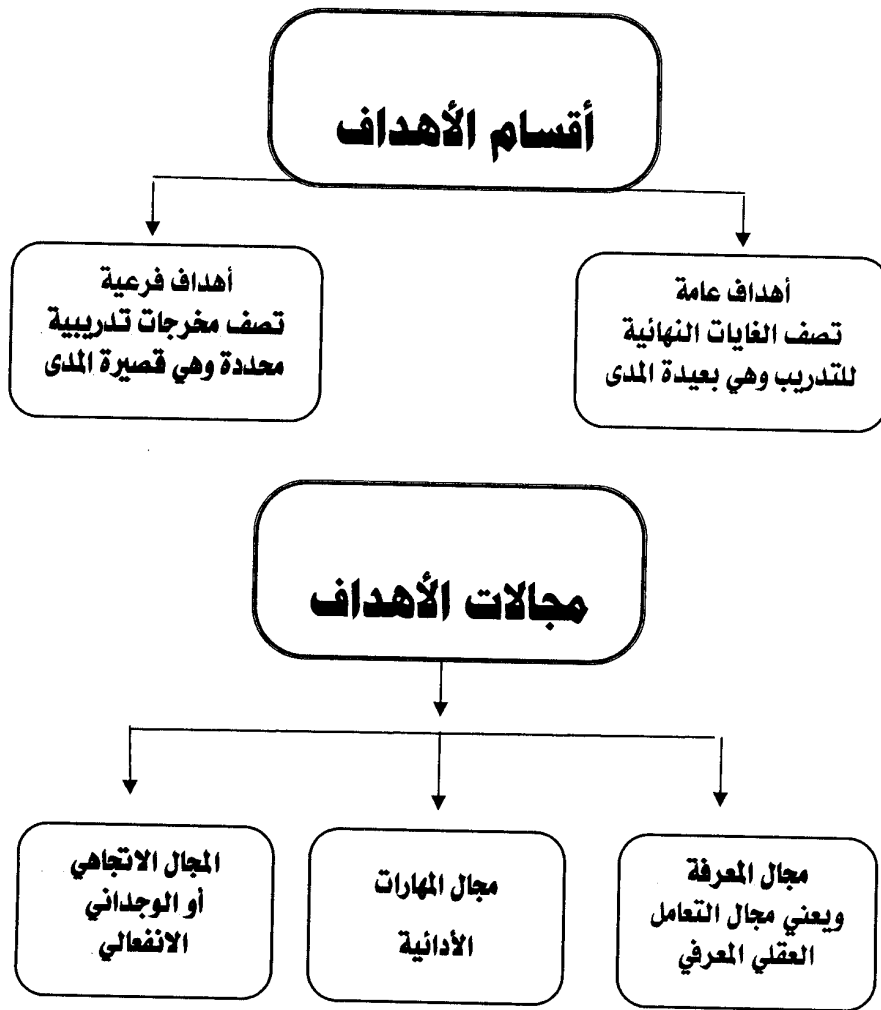 أقسام الأهداف
أهداف عامة
تصف الغايات النهائية
للتدريب وهي بعيدة المدى
أهداف فرعية
تصف مخرجات تدريبية
محددة وهي قصيرة المدى
مجالات الأهداف
مجال المعرفة
ويعني مجال التعامل
العقلي المعرفي
مجال المهارات
الأدائية
المجال الاتجاهي
أو الوجداني
الانفعالي